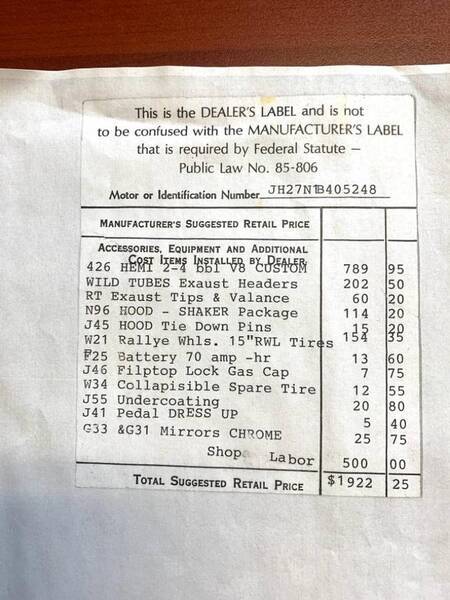 This is the DEALER'S LABEL and is not
to be confused with the MANUFACTURER'S LABEL
that is required by Federal Statute —
Public Law No. 85-806
Motor or Identification Number JH27N1B405248
MANUFACTURER'S SUGGESTED RETAIL PRICE
ACCESSORIES, EQUIPMENT AND ADDITIONAL
COST ITEMS INSTALLED BY DEALER
426 HEMI 2-4 bbl V8 CUSTOM 789 95
WILD TUBES Exaust Headers 202 50
RT Exaust Tips & Valance 60 20
N96 HOOD - SHAKER Package 114 20
J45 HOOD Tie Down Pins 15 20
W21 Rallye Whls. 15"RWL Tires 154 35
F25 Battery 70 amp -hr 13 60
J46 Filptop Lock Gas Cap 7 75
W34 Collapisible Spare Tire 12 55
J55 Undercoating 20 80
J41 Pedal DRESS UP 5 40
G33 &G31 Mirrors CHROME 25 75
Shop Labor 500 00
TOTAL SUGGESTED RETAIL PRICE $1922 25